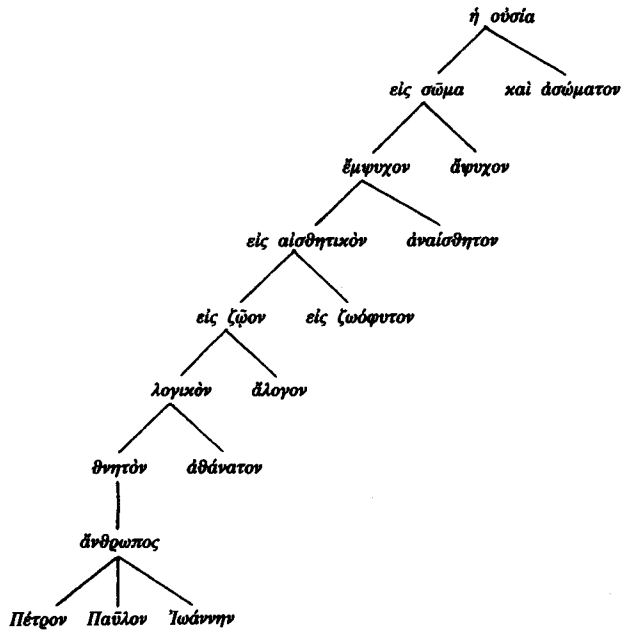 ἡ οὐσία
εἰς σῶμα καὶ ἀσώματον
ἔμψυχον ἄψυχον
εἰς αἰσθητικὸν ἀναίσθητον
εἰς ζῷον εἰς ζωόφυτον
λογικὸν ἄλογον
θνητὸν ἀθάνατον
ἄνθρωπος
Πέτρον Παῦλον Ἰωάννην